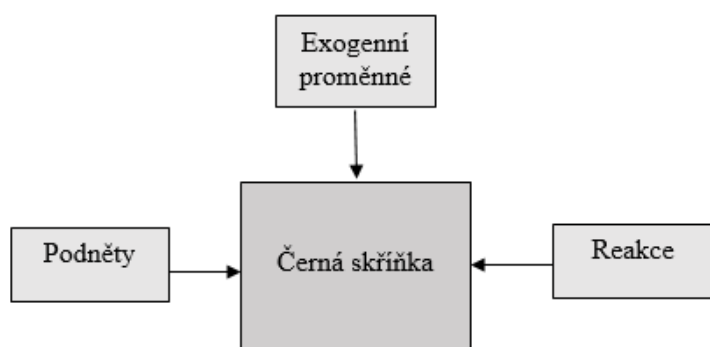 Exogenní
proměnné
Podněty
Černá skříňka
Reakce